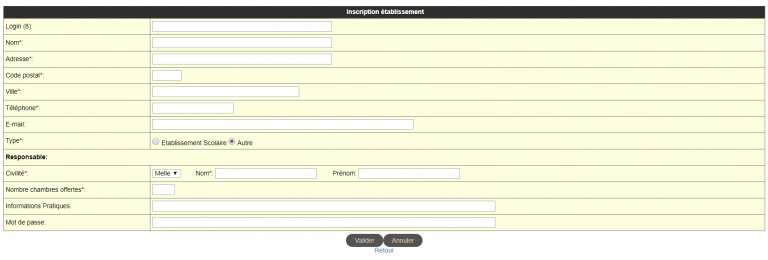 Inscription établissement
Login (8):
Nom*:
Adresse*:
Code postal*:
Ville*:
Téléphone*:
E-mail:
Type*: Etablissement Scolaire Autre
Responsable:
Civilité*: Melle ▼ Nom*: Prénom:
Nombre chambres offertes*:
Informations Pratiques:
Mot de passe:
Valider Annuler
Retour